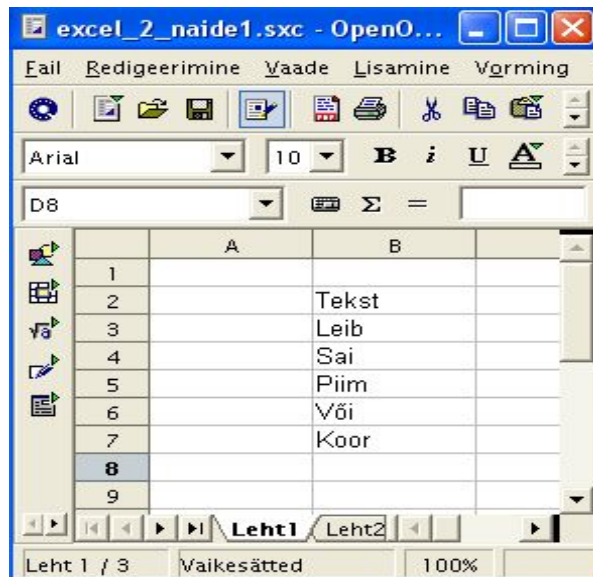 excel_2_naide1.sxc - OpenO...
Fail Redigeerimine Vaade Lisamine Vorming
Arial 10 B i U A
D8 Σ =
A B
1
2 Tekst
3 Leib
4 Sai
5 Piim
6 Või
7 Koor
8
9
Leht1 Leht2
Leht 1 / 3 Vaikesätted 100%